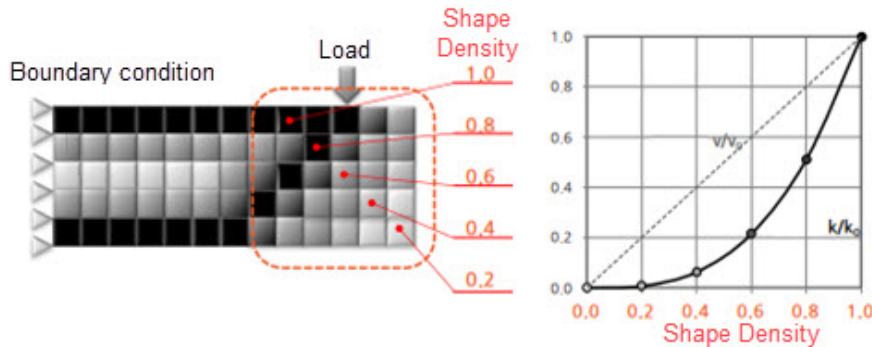 Shape
Density
Load
Boundary condition
1.0
0.8
0.6
0.4
0.2
1.0
0.8
0.6
0.4
0.2
0.0
v/v₀
k/k₀
0.0 0.2 0.4 0.6 0.8 1.0
Shape Density